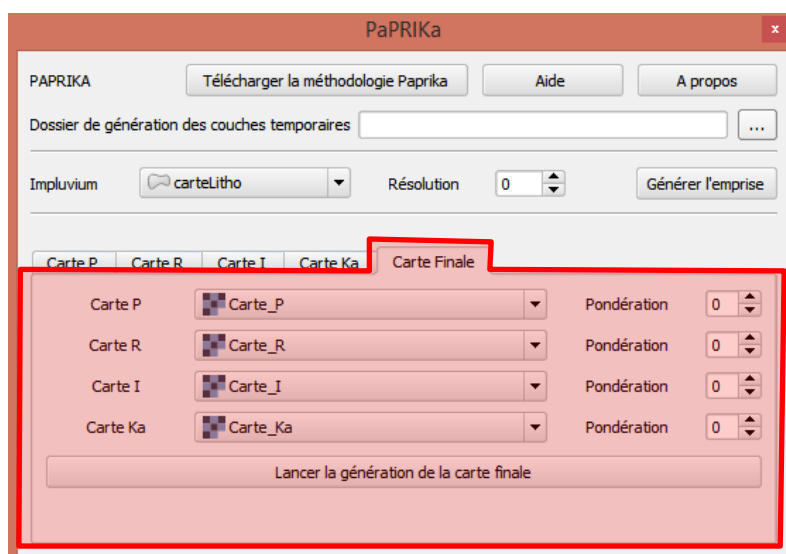 PaPRIKa x
PAPRIKA Télécharger la méthodologie Paprika Aide A propos
Dossier de génération des couches temporaires ...
Impluvium carteLitho Résolution 0 Générer l'emprise
Carte P Carte R Carte I Carte Ka Carte Finale
Carte P Carte_P Pondération 0
Carte R Carte_R Pondération 0
Carte I Carte_I Pondération 0
Carte Ka Carte_Ka Pondération 0
Lancer la génération de la carte finale